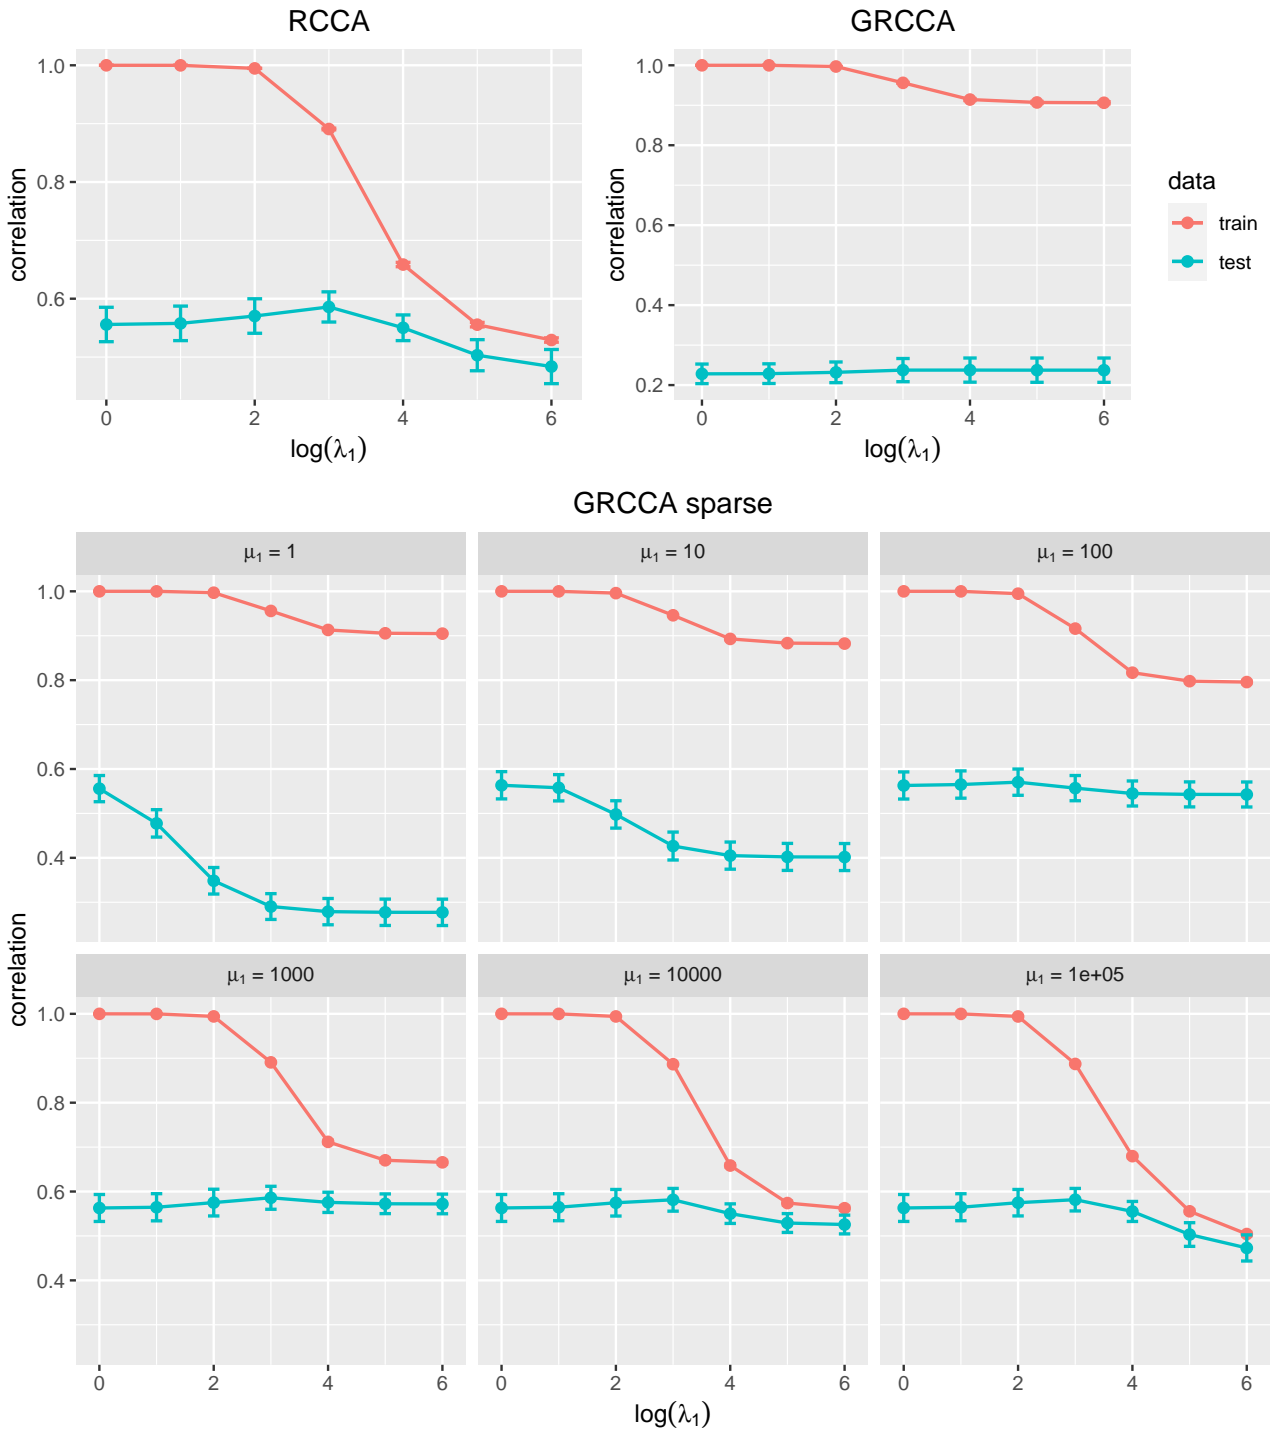 RCCA
GRCCA
correlation
1.0
0.8
0.6
0 2 4 6
log(λ₁)
correlation
1.0
0.8
0.6
0.4
0.2
0 2 4 6
log(λ₁)
data
train
test
GRCCA sparse
μ₁ = 1
μ₁ = 10
μ₁ = 100
1.0
0.8
0.6
0.4
correlation
μ₁ = 1000
μ₁ = 10000
μ₁ = 1e+05
1.0
0.8
0.6
0.4
0 2 4 6
0 2 4 6
0 2 4 6
log(λ₁)